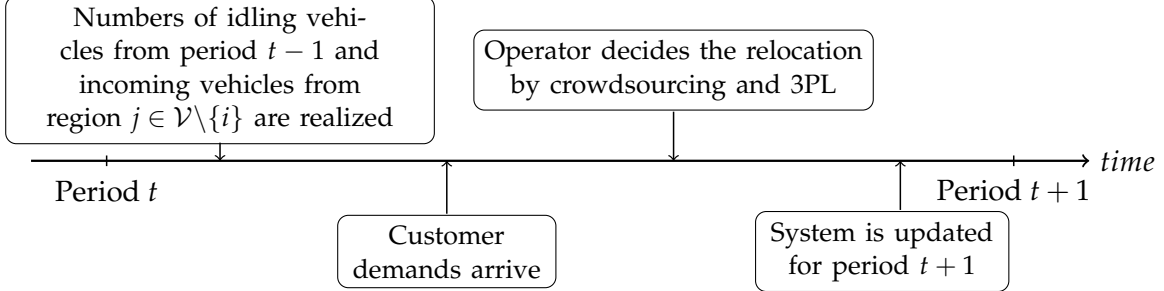 Numbers of idling vehi-
cles from period t − 1 and
incoming vehicles from
region j ∈ 𝒱\{i} are realized
Operator decides the relocation
by crowdsourcing and 3PL
time
Period t
Period t + 1
Customer
demands arrive
System is updated
for period t + 1